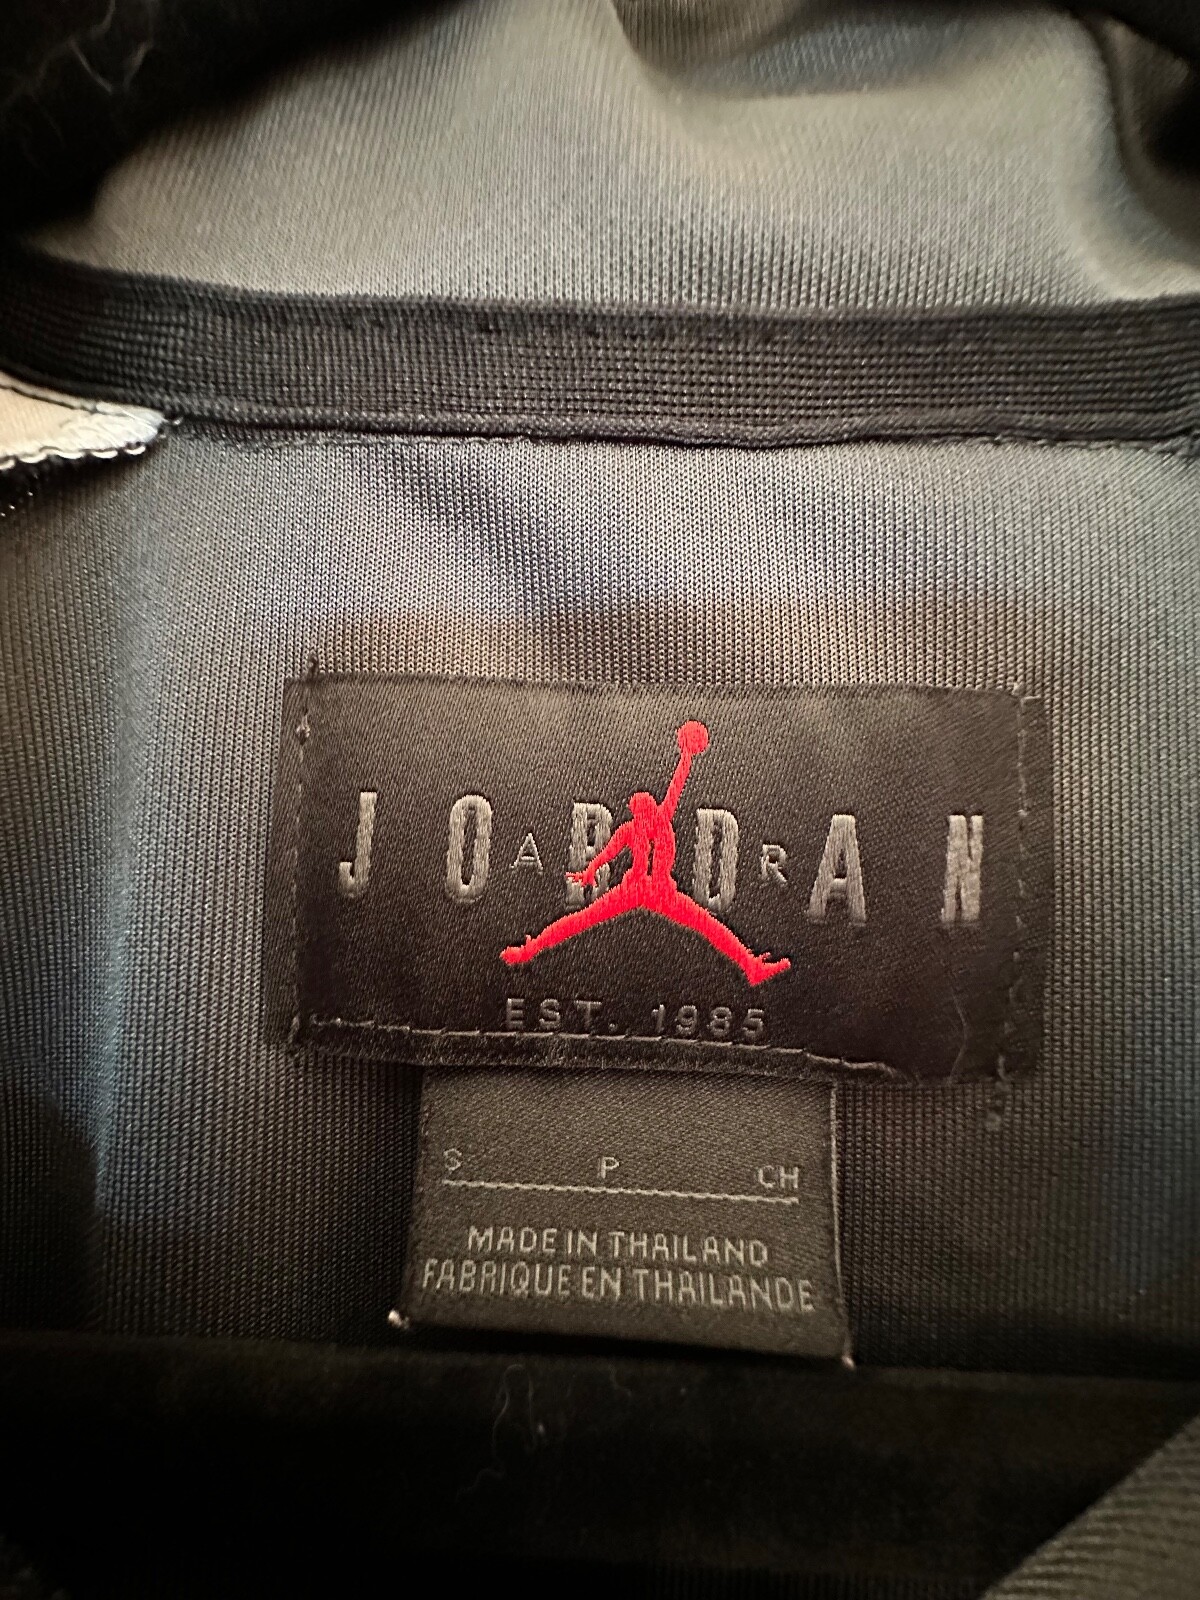 JORDAN
AIR
EST. 1985
S P CH
MADE IN THAILAND
FABRIQUE EN THAILANDE